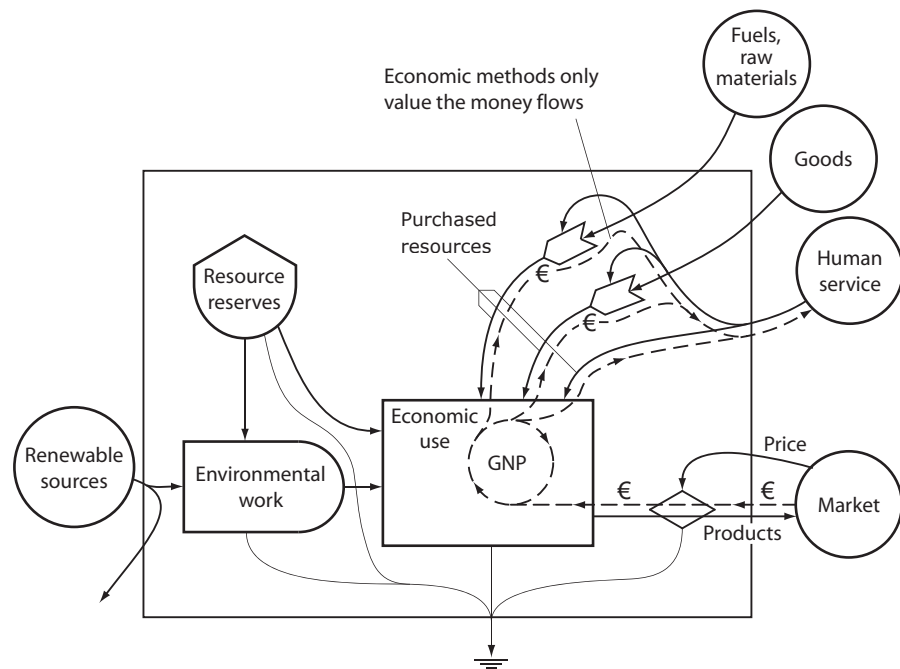 Fuels,
raw
materials
Economic methods only
value the money flows
Goods
Purchased
resources
Human
service
Resource
reserves
€
€
Economic
use
Renewable
sources
Environmental
work
GNP
Price
€
€
Market
Products